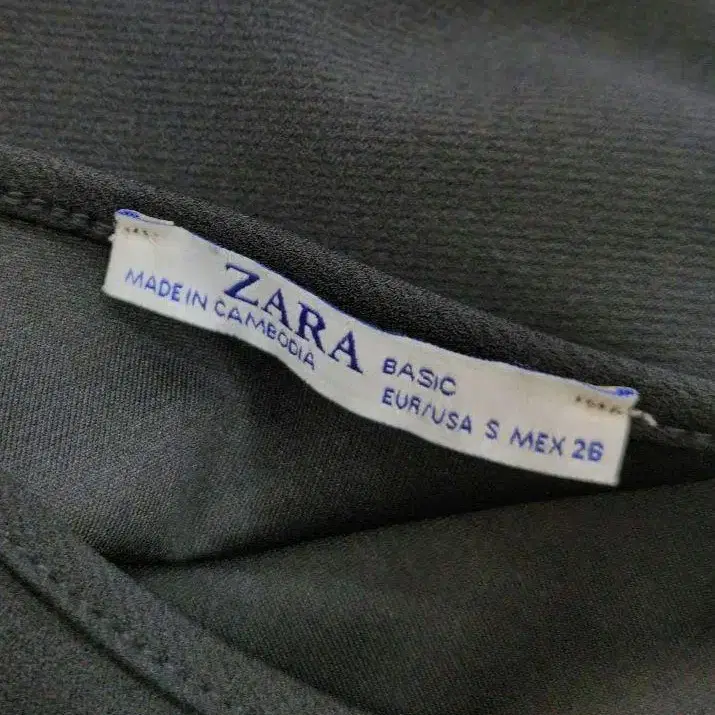 ZARA BASIC
MADE IN CAMBODIA EUR/USA S MEX 26